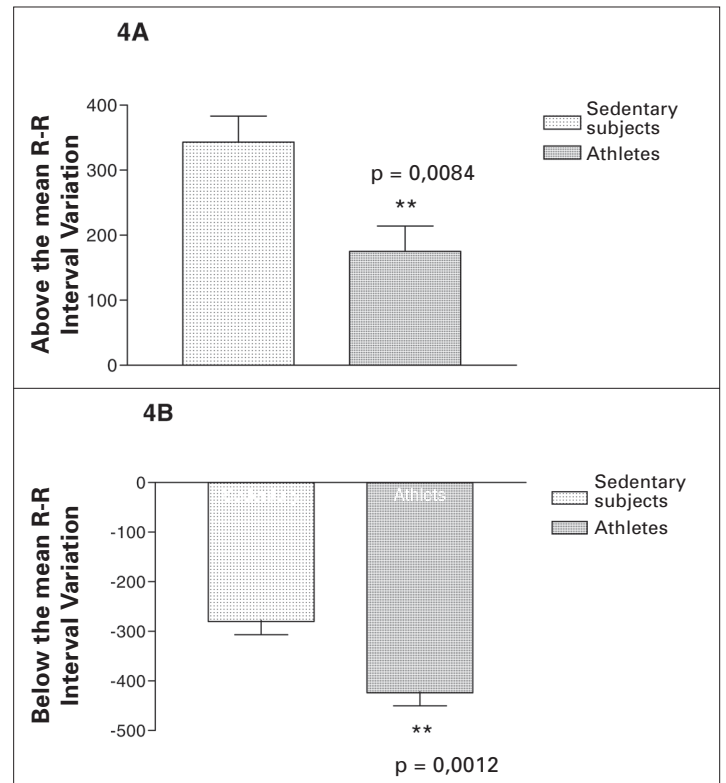 4A
Above the mean R-R
Interval Variation
400
300
200
100
0
p = 0,0084
**
Sedentary
subjects
Athletes
4B
Below the mean R-R
Interval Variation
0
-100
-200
-300
-400
-500
Athlets
**
p = 0,0012
Sedentary
subjects
Athletes